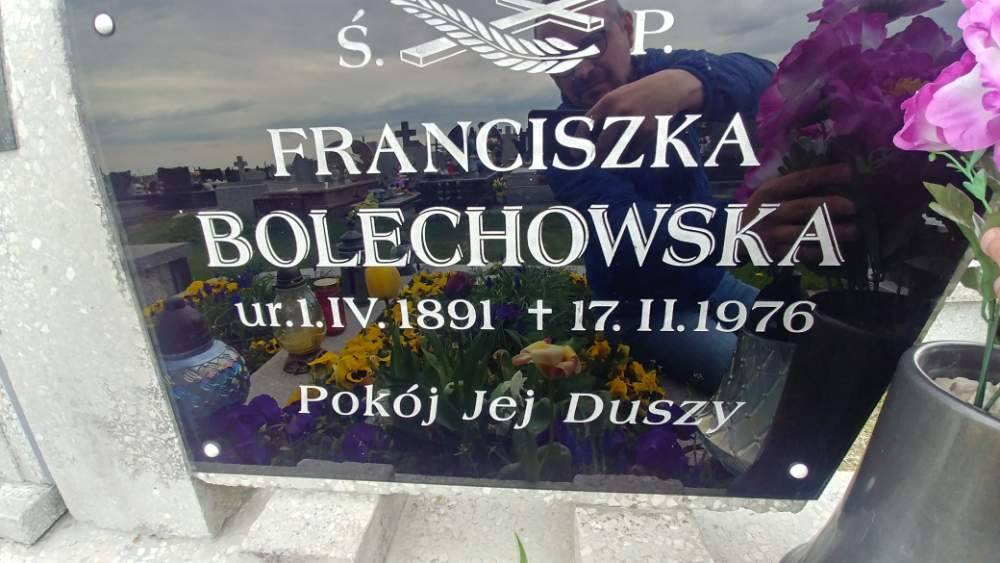 Ś. P.
FRANCISZKA
BOLECHOWSKA
ur. 1. IV. 1891 + 17. II. 1976
Pokój Jej Duszy